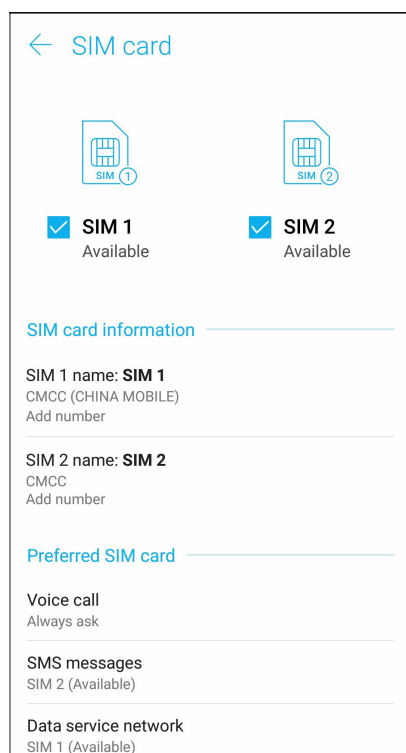 SIM card
SIM 1
SIM 2
SIM 1
SIM 2
Available
Available
SIM card information
SIM 1 name: SIM 1
CMCC (CHINA MOBILE)
Add number
SIM 2 name: SIM 2
CMCC
Add number
Preferred SIM card
Voice call
Always ask
SMS messages
SIM 2 (Available)
Data service network
SIM 1 (Available)